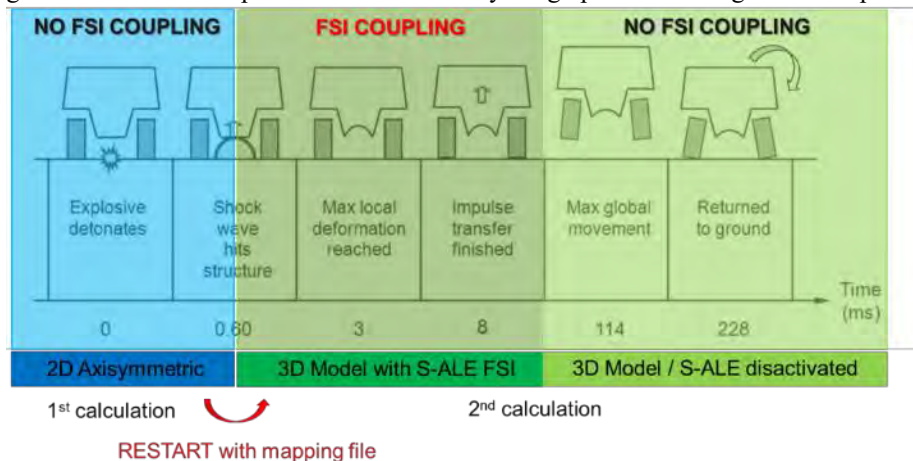 NO FSI COUPLING FSI COUPLING NO FSI COUPLING
Explosive
detonates
Shock
wave
hits
structure
Max local
deformation
reached
Impulse
transfer
finished
Max global
movement
Returned
to ground
Time
(ms)
0 0.60 3 8 114 228
2D Axisymmetric 3D Model with S-ALE FSI 3D Model / S-ALE disactivated
1st calculation 2nd calculation
RESTART with mapping file